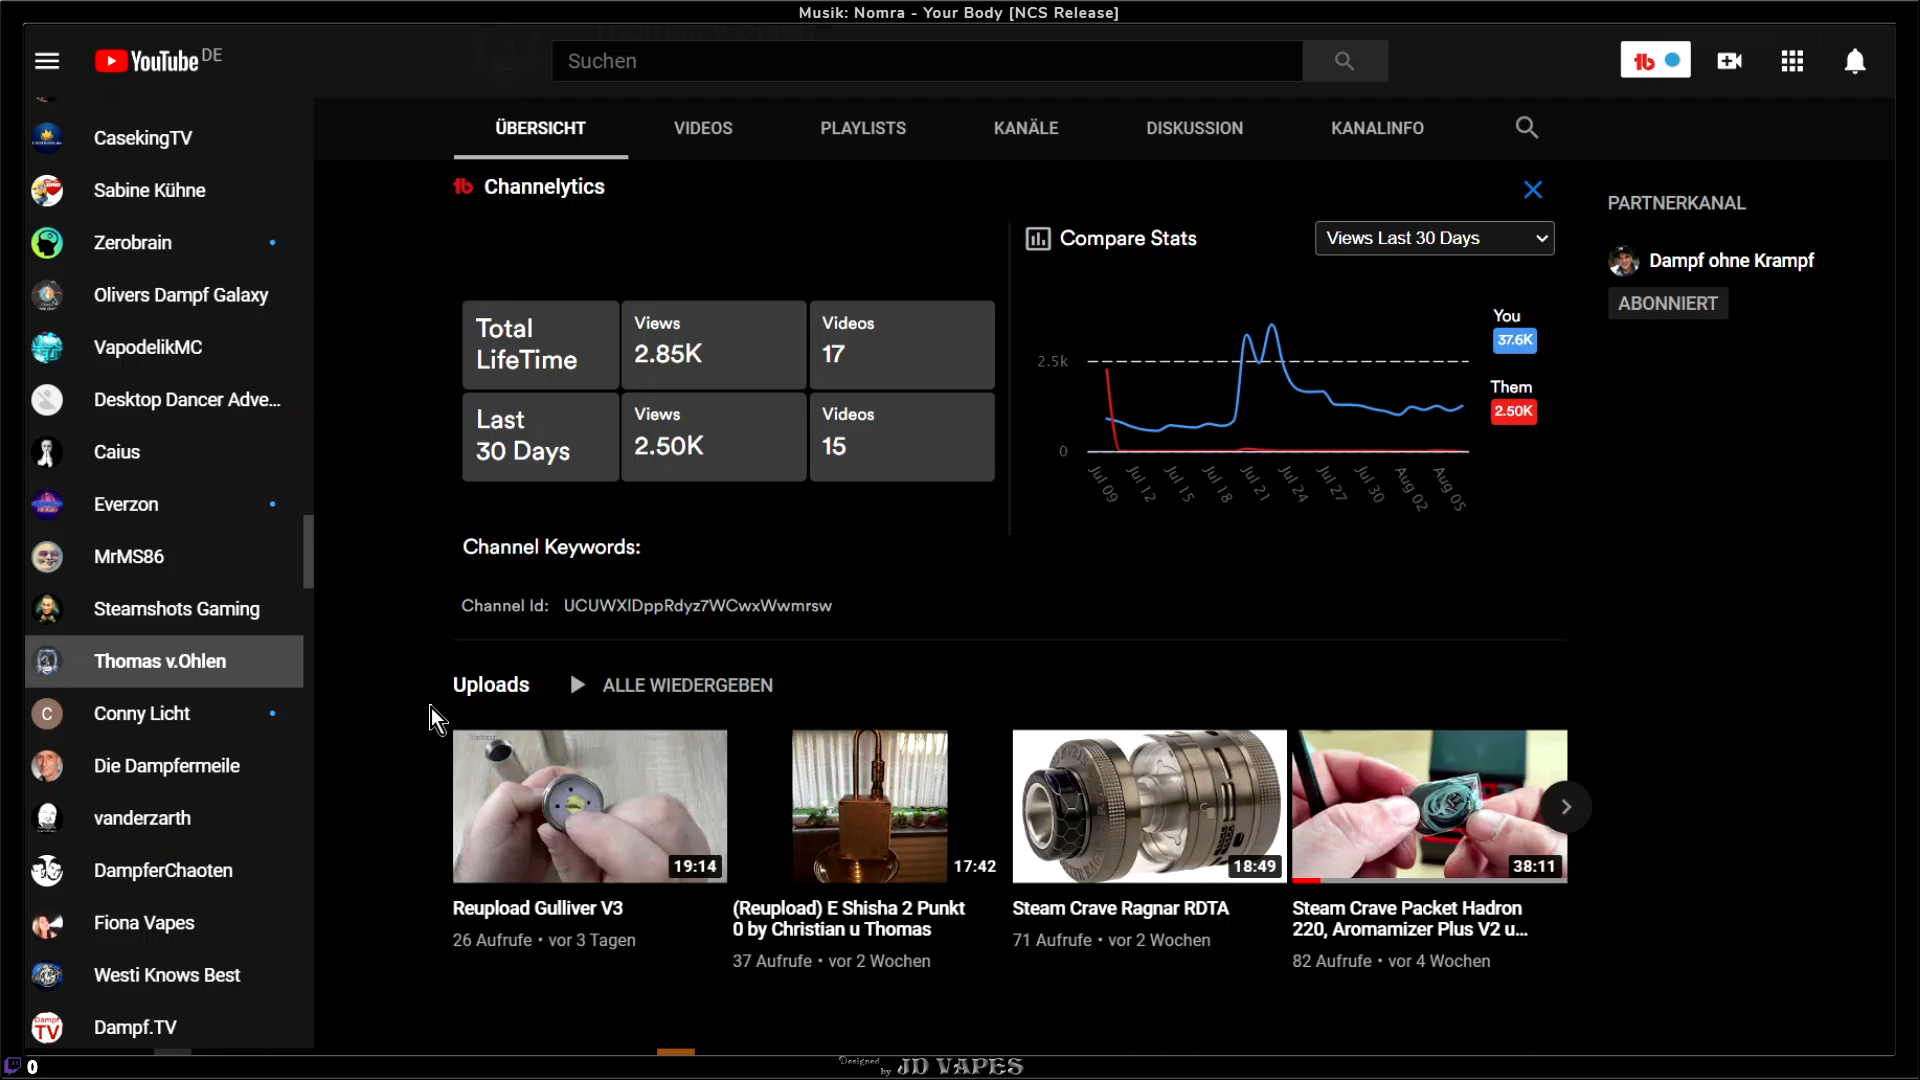 Musik: Nomra - Your Body [NCS Release]
YouTube DE
Suchen
CasekingTV
Sabine Kühne
Zerobrain
Olivers Dampf Galaxy
VapodelikMC
Desktop Dancer Adve...
Caius
Everzon
MrMS86
Steamshots Gaming
Thomas v.Ohlen
C
Conny Licht
Die Dampfermeile
vanderzarth
DampferChaoten
Fiona Vapes
Westi Knows Best
Dampf TV
Dampf.TV
ÜBERSICHT
VIDEOS
PLAYLISTS
KANÄLE
DISKUSSION
KANALINFO
Channelytics
Total LifeTime
Views
2.85K
Videos
17
Last 30 Days
Views
2.50K
Videos
15
Compare Stats
Views Last 30 Days
2.5k
0
Jul 09
Jul 12
Jul 15
Jul 18
Jul 21
Jul 24
Jul 27
Jul 30
Aug 02
Aug 05
You
37.6K
Them
2.50K
Channel Keywords:
Channel Id: UCUWXlDppRdyz7WCwxWwmrsw
PARTNERKANAL
Dampf ohne Krampf
ABONNIERT
Uploads
ALLE WIEDERGEBEN
19:14
17:42
18:49
38:11
Reupload Gulliver V3
26 Aufrufe • vor 3 Tagen
(Reupload) E Shisha 2 Punkt
0 by Christian u Thomas
37 Aufrufe • vor 2 Wochen
Steam Crave Ragnar RDTA
71 Aufrufe • vor 2 Wochen
Steam Crave Packet Hadron
220, Aromamizer Plus V2 u...
82 Aufrufe • vor 4 Wochen
0
Designed by JD VAPES